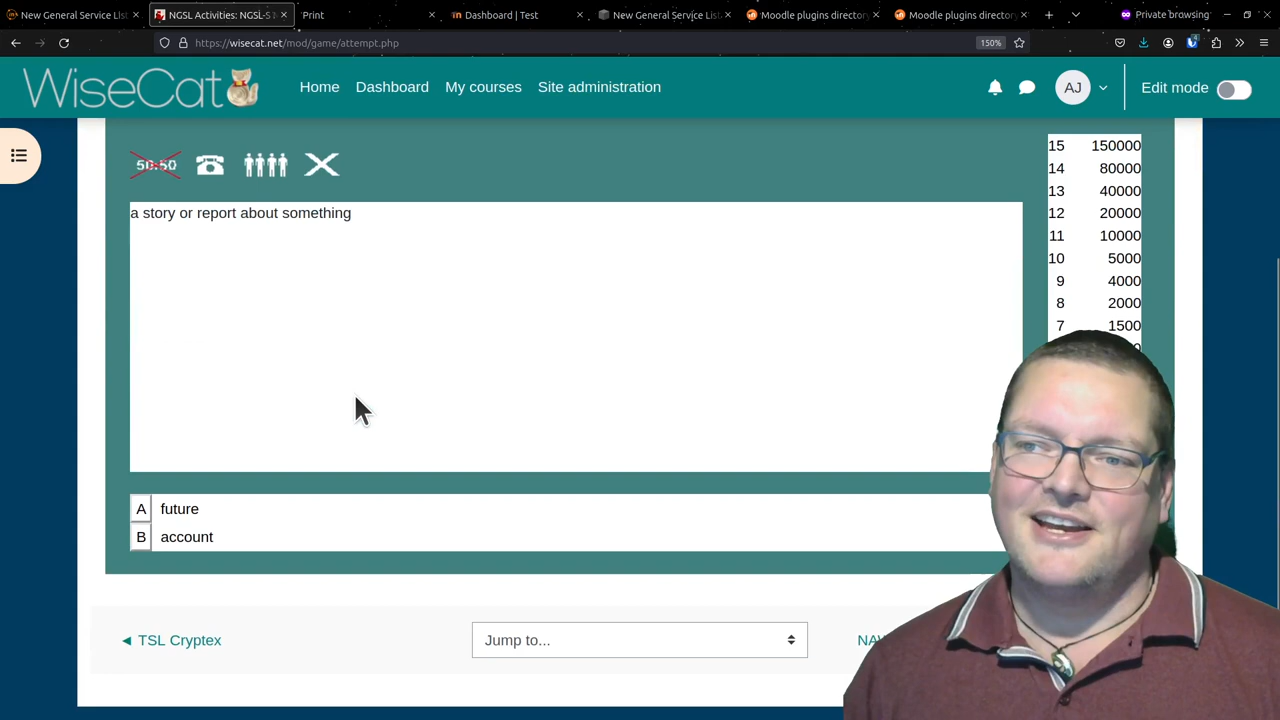 New General Service List
NGSL Activities: NGSL-S
Print
Dashboard | Test
New General Service List
Moodle plugins directory
Moodle plugins directory
Private browsing
https://wisecat.net/mod/game/attempt.php
150%
WiseCat
Home
Dashboard
My courses
Site administration
AJ
Edit mode
50:50
15 150000
14 80000
13 40000
12 20000
11 10000
10 5000
9 4000
8 2000
7 1500
a story or report about something
A future
B account
◄ TSL Cryptex
Jump to...